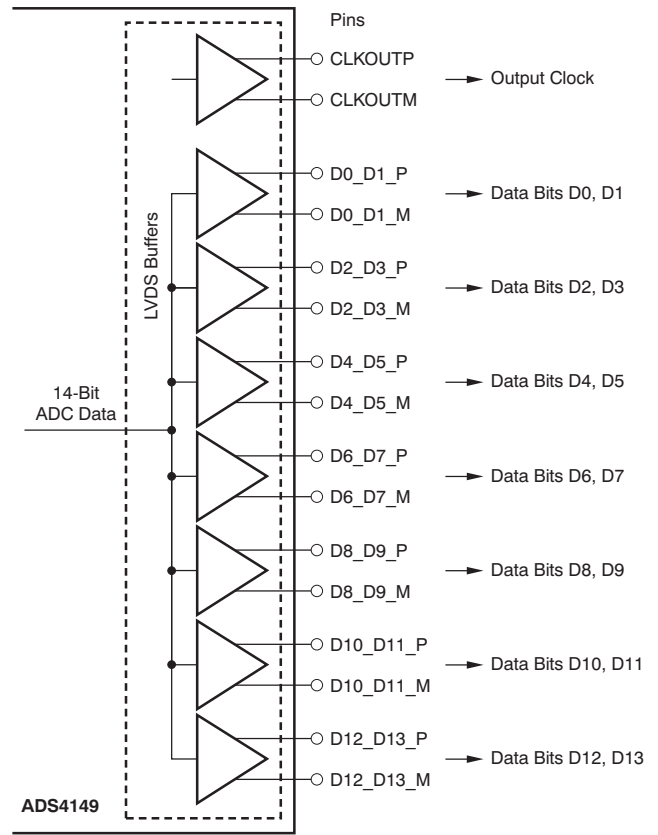 Pins
CLKOUTP
CLKOUTM
Output Clock
D0_D1_P
D0_D1_M
Data Bits D0, D1
LVDS Buffers
D2_D3_P
D2_D3_M
Data Bits D2, D3
D4_D5_P
D4_D5_M
Data Bits D4, D5
14-Bit
ADC Data
D6_D7_P
D6_D7_M
Data Bits D6, D7
D8_D9_P
D8_D9_M
Data Bits D8, D9
D10_D11_P
D10_D11_M
Data Bits D10, D11
D12_D13_P
D12_D13_M
Data Bits D12, D13
ADS4149